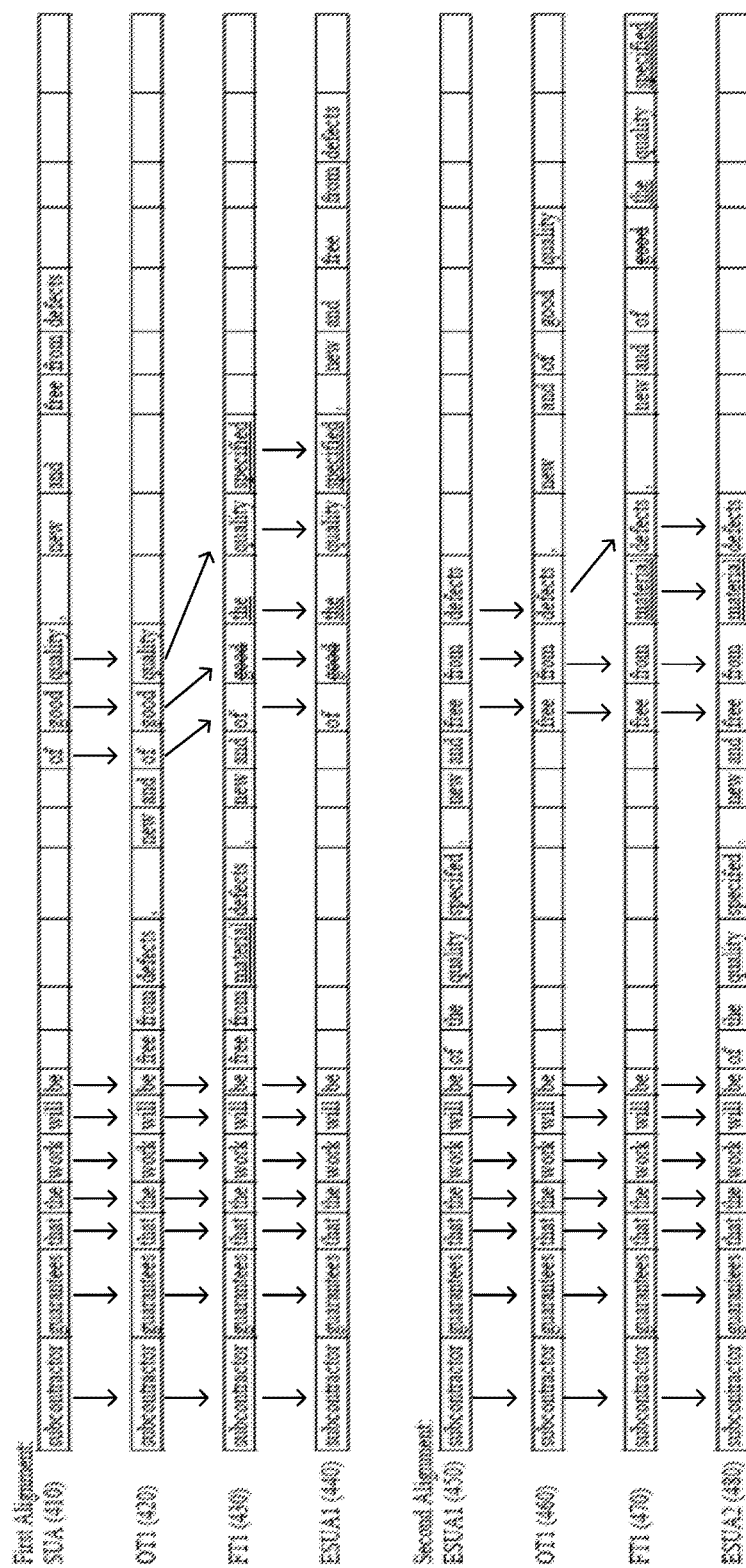 First Alignment:
SUA (410) subcontractor guarantees that the work will be of good quality , new and free from defects
OT1 (420) subcontractor guarantees that the work will be free from defects , new and of good quality
FT1 (430) subcontractor guarantees that the work will be free from material defects , new and of good the quality specified
ESUA1 (440) subcontractor guarantees that the work will be of good the quality specified , new and free from defects
Second Alignment:
ESUA1 (450) subcontractor guarantees that the work will be of the quality specified , new and free from defects
OT1 (460) subcontractor guarantees that the work will be free from defects , new and of good quality
FT1 (470) subcontractor guarantees that the work will be free from material defects , new and of good the quality specified
ESUA2 (480) subcontractor guarantees that the work will be of the quality specified , new and free from material defects